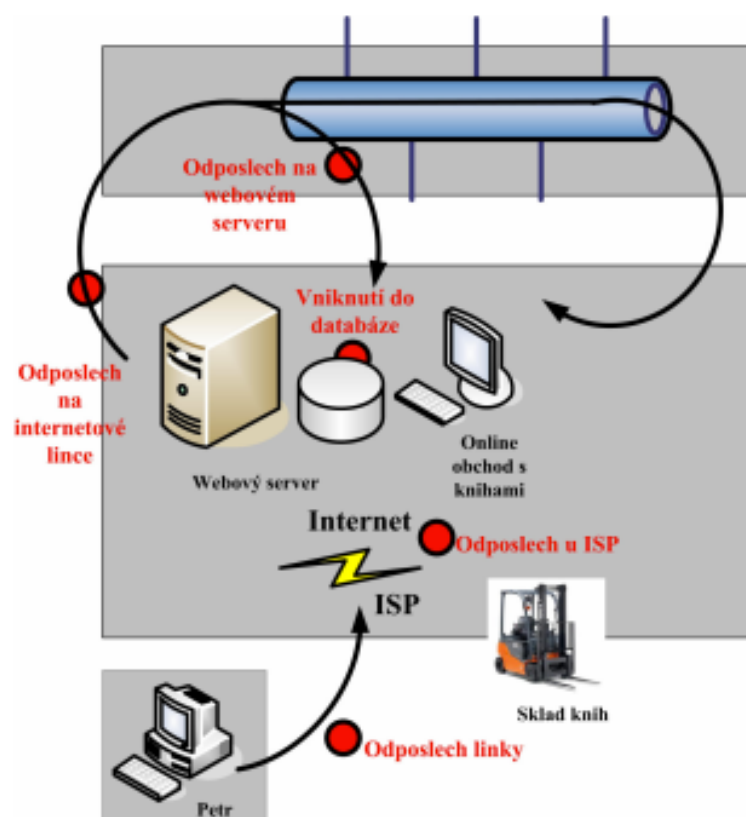 Odposlech na
webovém
serveru
Vniknutí do
databáze
Odposlech
na
internetové
lince
Webový server
Online
obchod s
knihami
Internet
Odposlech u ISP
ISP
Sklad knih
Odposlech linky
Petr